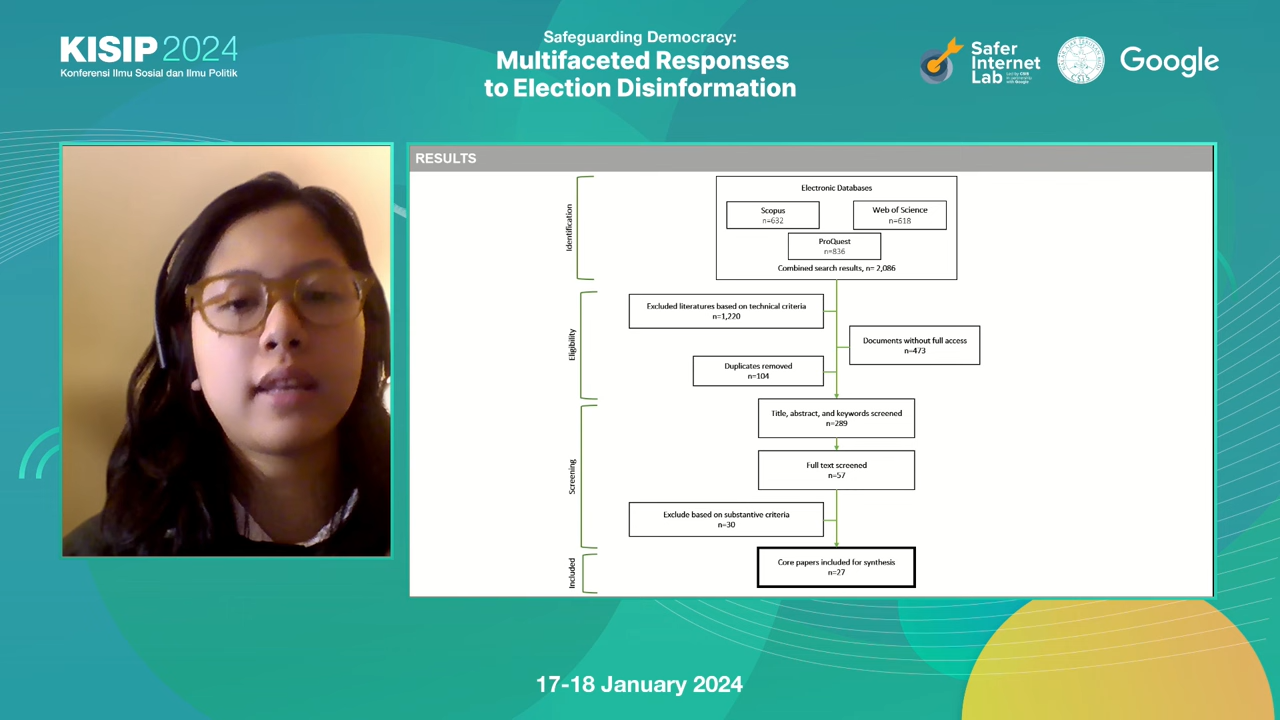 KISIP 2024
Konferensi Ilmu Sosial dan Ilmu Politik
Safeguarding Democracy:
Multifaceted Responses
to Election Disinformation
Safer
Internet
Lab
CSIS
Google
RESULTS
Identification
Electronic Databases
Scopus
n=632
Web of Science
n=618
ProQuest
n=836
Combined search results, n= 2,086
Eligibility
Excluded literatures based on technical criteria
n=1,220
Documents without full access
n=473
Duplicates removed
n=104
Screening
Title, abstract, and keywords screened
n=289
Full text screened
n=57
Exclude based on substantive criteria
n=30
Included
Core papers included for synthesis
n=27
17-18 January 2024